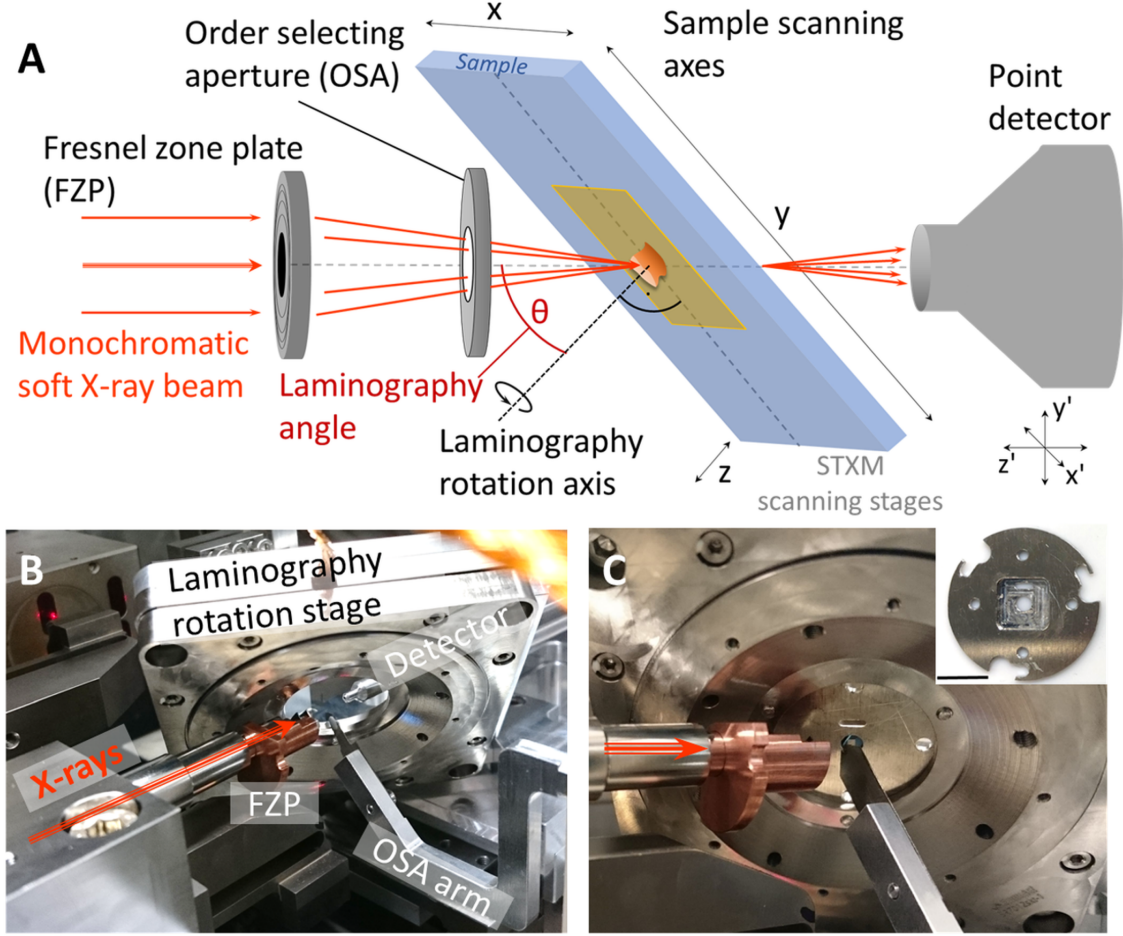 A
x
Sample scanning
axes
Order selecting
aperture (OSA)
Sample
Point
detector
Fresnel zone plate
(FZP)
y
θ
Monochromatic
soft X-ray beam
Laminography
angle
Laminography
rotation axis
z
STXM
scanning stages
y'
z'
x'
B
Laminography
rotation stage
Detector
X-rays
FZP
OSA arm
C